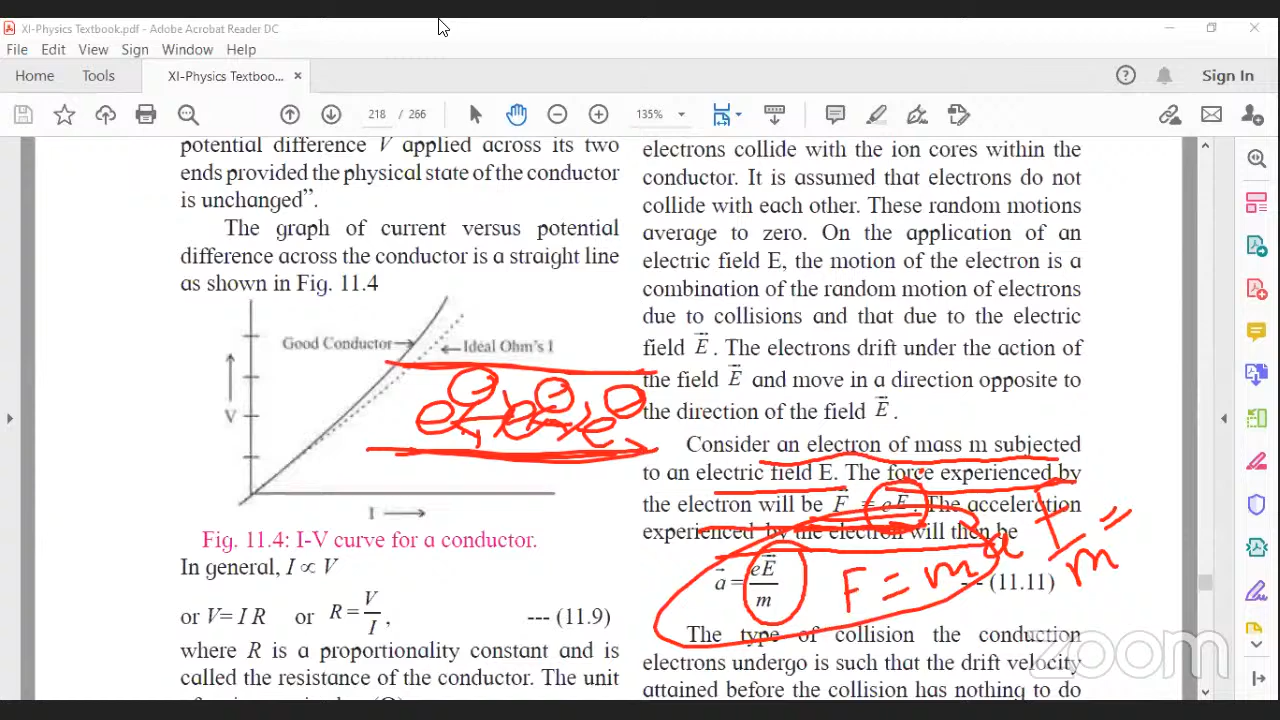 XI-Physics Textbook.pdf - Adobe Acrobat Reader DC
File Edit View Sign Window Help
Home Tools XI-Physics Textboo... ×
Sign In
218 / 266
135%
potential difference V applied across its two
ends provided the physical state of the conductor
is unchanged”.
The graph of current versus potential
difference across the conductor is a straight line
as shown in Fig. 11.4
Good Conductor
Ideal Ohm's l
V
I
Fig. 11.4: I-V curve for a conductor.
In general, I ∝ V
or V= I R or R = V/I, --- (11.9)
where R is a proportionality constant and is
called the resistance of the conductor. The unit
electrons collide with the ion cores within the
conductor. It is assumed that electrons do not
collide with each other. These random motions
average to zero. On the application of an
electric field E, the motion of the electron is a
combination of the random motion of electrons
due to collisions and that due to the electric
field E⃗ . The electrons drift under the action of
the field E⃗ and move in a direction opposite to
the direction of the field E⃗ .
Consider an electron of mass m subjected
to an electric field E. The force experienced by
the electron will be F⃗ = eE⃗ . The acceleration
experienced by the electron will then be
a⃗ = eE⃗/m --- (11.11)
F = ma
F/m =
The type of collision the conduction
electrons undergo is such that the drift velocity
attained before the collision has nothing to do
zoom